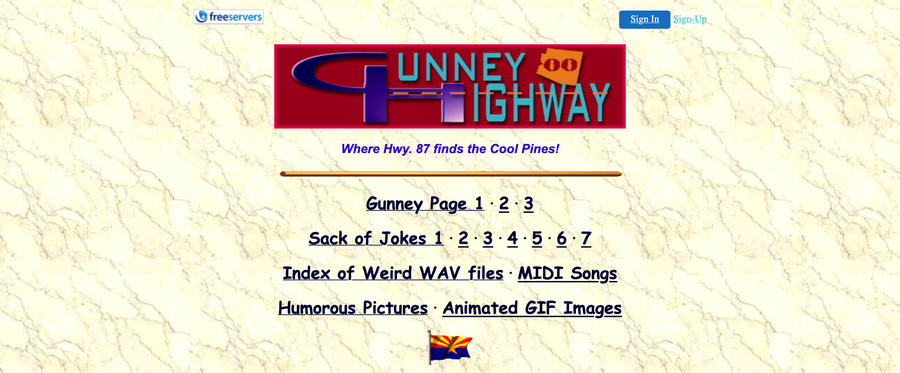 freeservers
Sign In Sign-Up
GUNNEY 00
HIGHWAY
Where Hwy. 87 finds the Cool Pines!
Gunney Page 1 · 2 · 3
Sack of Jokes 1 · 2 · 3 · 4 · 5 · 6 · 7
Index of Weird WAV files · MIDI Songs
Humorous Pictures · Animated GIF Images